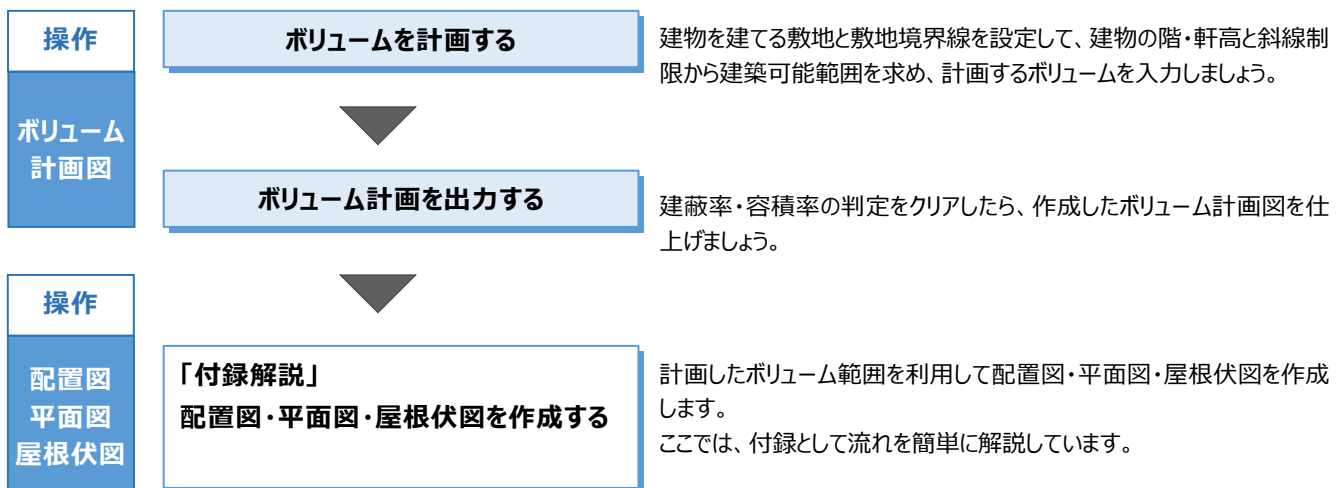 操作
ボリューム
計画図
ボリュームを計画する
建物を建てる敷地と敷地境界線を設定して、建物の階・軒高と斜線制
限から建築可能範囲を求め、計画するボリュームを入力しましょう。
ボリューム計画を出力する
建蔽率・容積率の判定をクリアしたら、作成したボリューム計画図を仕
上げましょう。
操作
配置図
平面図
屋根伏図
「付録解説」
配置図・平面図・屋根伏図を作成する
計画したボリューム範囲を利用して配置図・平面図・屋根伏図を作成
します。
ここでは、付録として流れを簡単に解説しています。